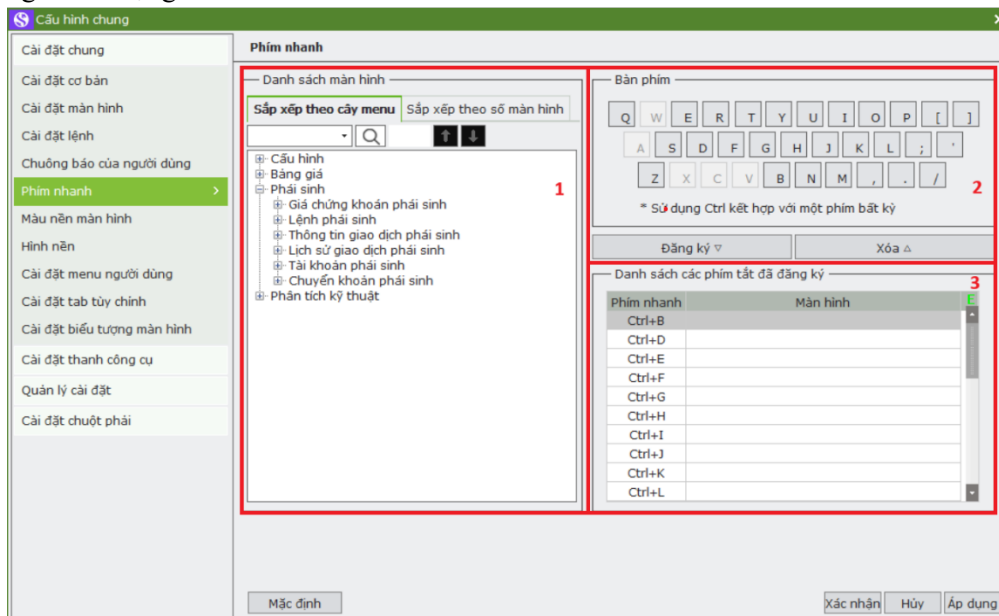 Cấu hình chung
Cài đặt chung
Cài đặt cơ bản
Cài đặt màn hình
Cài đặt lệnh
Chuông báo của người dùng
Phím nhanh >
Màu nền màn hình
Hình nền
Cài đặt menu người dùng
Cài đặt tab tùy chính
Cài đặt biểu tượng màn hình
Cài đặt thanh công cụ
Quản lý cài đặt
Cài đặt chuột phải
Phím nhanh
Danh sách màn hình
Sắp xếp theo cây menu Sắp xếp theo số màn hình
Cấu hình
Bảng giá
Phái sinh
Giá chứng khoán phái sinh
Lệnh phái sinh
Thông tin giao dịch phái sinh
Lịch sử giao dịch phái sinh
Tài khoản phái sinh
Chuyển khoản phái sinh
Phân tích kỹ thuật
1
Bàn phím
Q W E R T Y U I O P [ ]
A S D F G H J K L ; '
Z X C V B N M , . /
2
* Sử dụng Ctrl kết hợp với một phím bất kỳ
Đăng ký ▽ Xóa △
Danh sách các phím tắt đã đăng ký
3
Phím nhanh Màn hình E
Ctrl+B
Ctrl+D
Ctrl+E
Ctrl+F
Ctrl+G
Ctrl+H
Ctrl+I
Ctrl+J
Ctrl+K
Ctrl+L
Mặc định Xác nhận Hủy Áp dụng